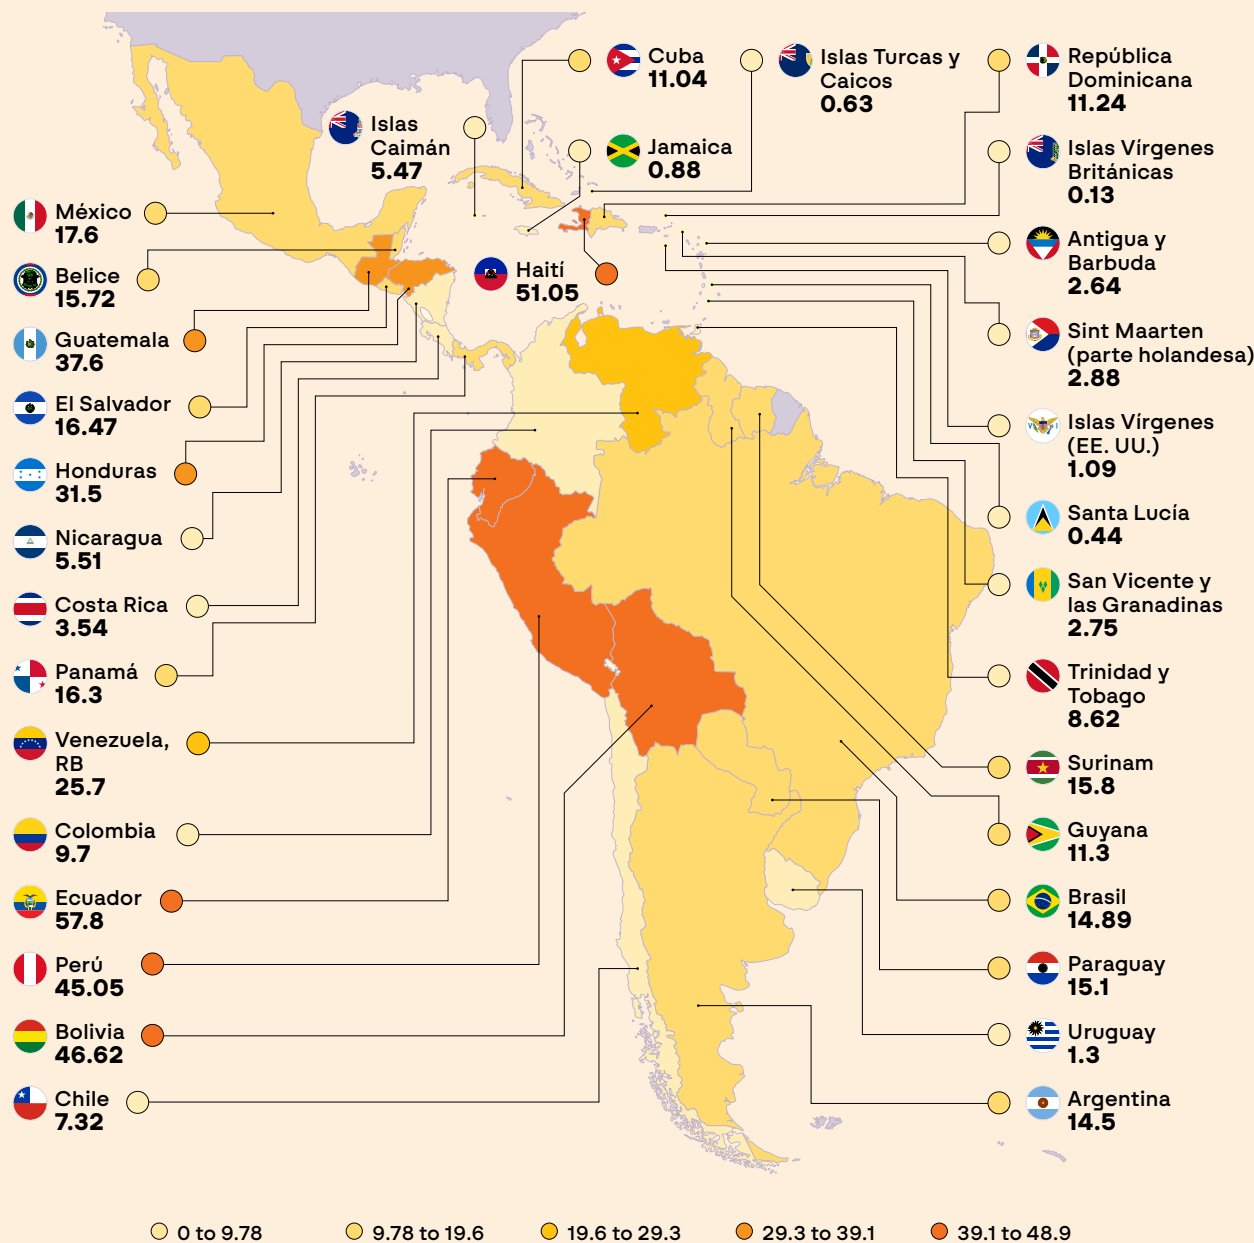 Cuba
11.04
Islas Turcas y
Caicos
0.63
República
Dominicana
11.24
Islas
Caimán
5.47
Jamaica
0.88
Islas Vírgenes
Británicas
0.13
México
17.6
Antigua y
Barbuda
2.64
Belice
15.72
Haití
51.05
Guatemala
37.6
Sint Maarten
(parte holandesa)
2.88
El Salvador
16.47
Islas Vírgenes
(EE. UU.)
1.09
Honduras
31.5
Santa Lucía
0.44
Nicaragua
5.51
San Vicente y
las Granadinas
2.75
Costa Rica
3.54
Panamá
16.3
Trinidad y
Tobago
8.62
Venezuela,
RB
25.7
Surinam
15.8
Colombia
9.7
Guyana
11.3
Ecuador
57.8
Brasil
14.89
Perú
45.05
Paraguay
15.1
Bolivia
46.62
Uruguay
1.3
Chile
7.32
Argentina
14.5
0 to 9.78
9.78 to 19.6
19.6 to 29.3
29.3 to 39.1
39.1 to 48.9